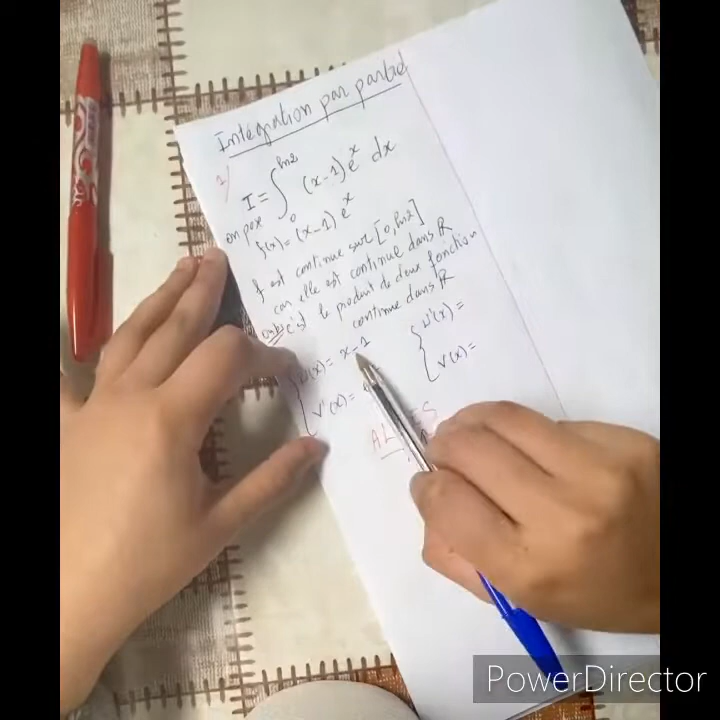 Intégration par partie
1)
I = ∫₀^ln2 (x-1) e^x dx
on pose
f(x) = (x-1) e^x
f est continue sur [0, ln2]
car elle est continue dans ℝ
c'est le produit de deux fonction
continue dans ℝ
{ u(x) = x-1 { u'(x) =
{ v'(x) = { v(x) =
PowerDirector